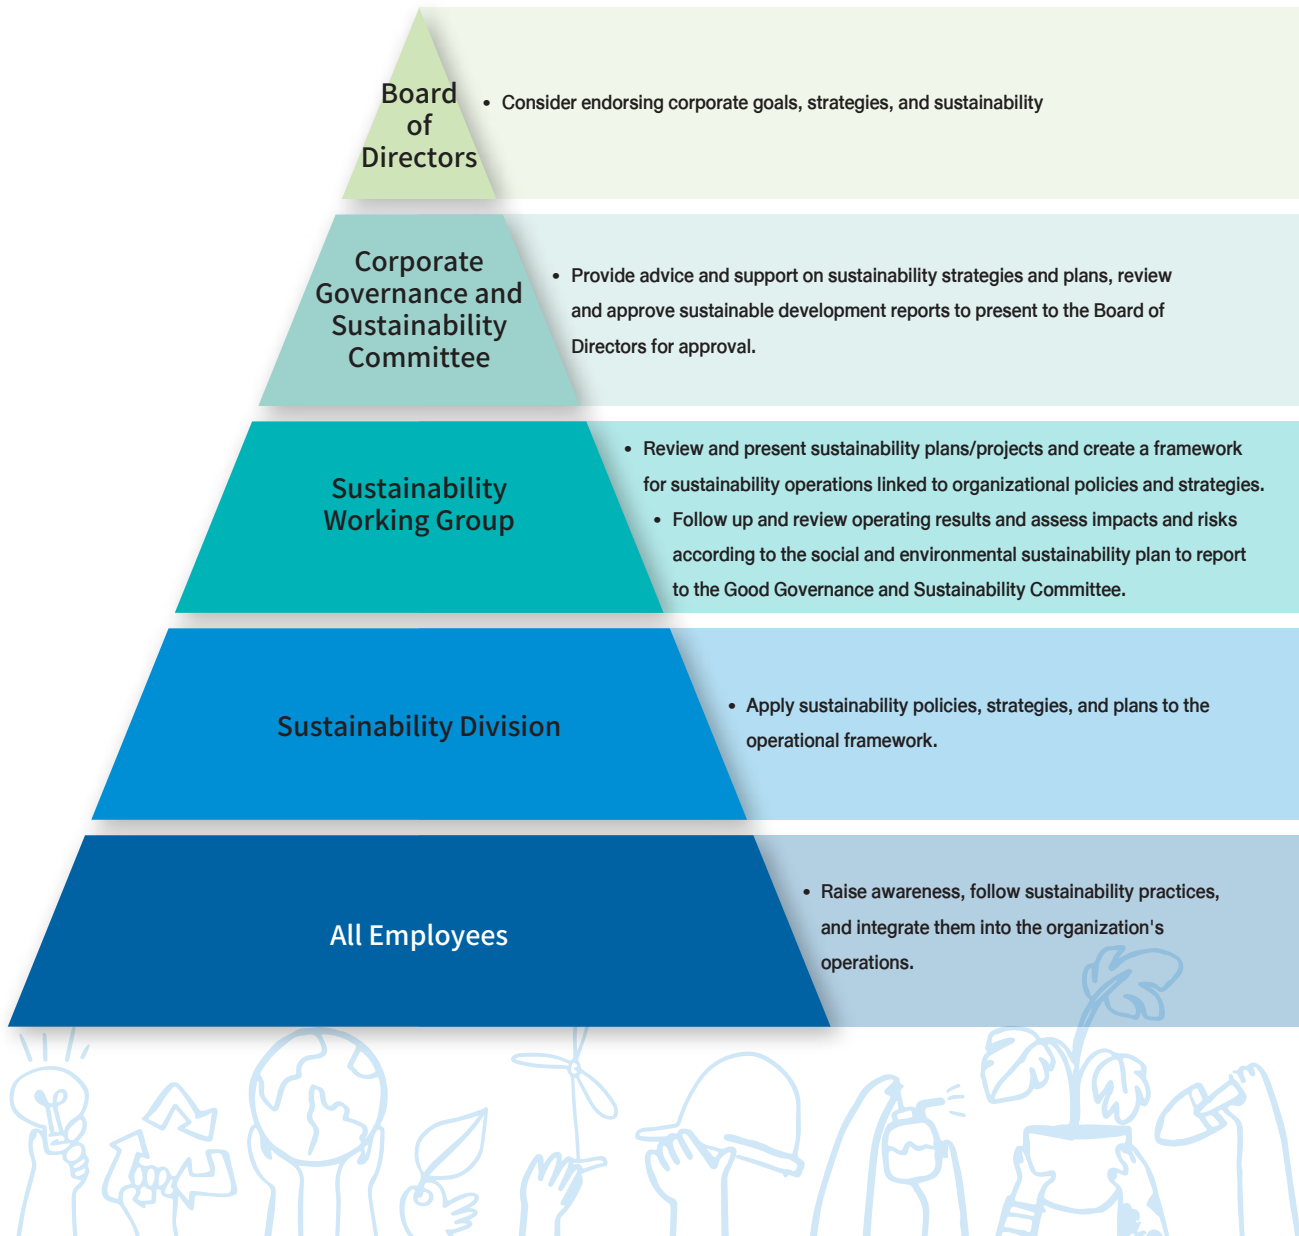 Board
of
Directors
• Consider endorsing corporate goals, strategies, and sustainability
Corporate
Governance and
Sustainability
Committee
• Provide advice and support on sustainability strategies and plans, review
and approve sustainable development reports to present to the Board of
Directors for approval.
Sustainability
Working Group
• Review and present sustainability plans/projects and create a framework
for sustainability operations linked to organizational policies and strategies.
• Follow up and review operating results and assess impacts and risks
according to the social and environmental sustainability plan to report
to the Good Governance and Sustainability Committee.
Sustainability Division
• Apply sustainability policies, strategies, and plans to the
operational framework.
All Employees
• Raise awareness, follow sustainability practices,
and integrate them into the organization's
operations.